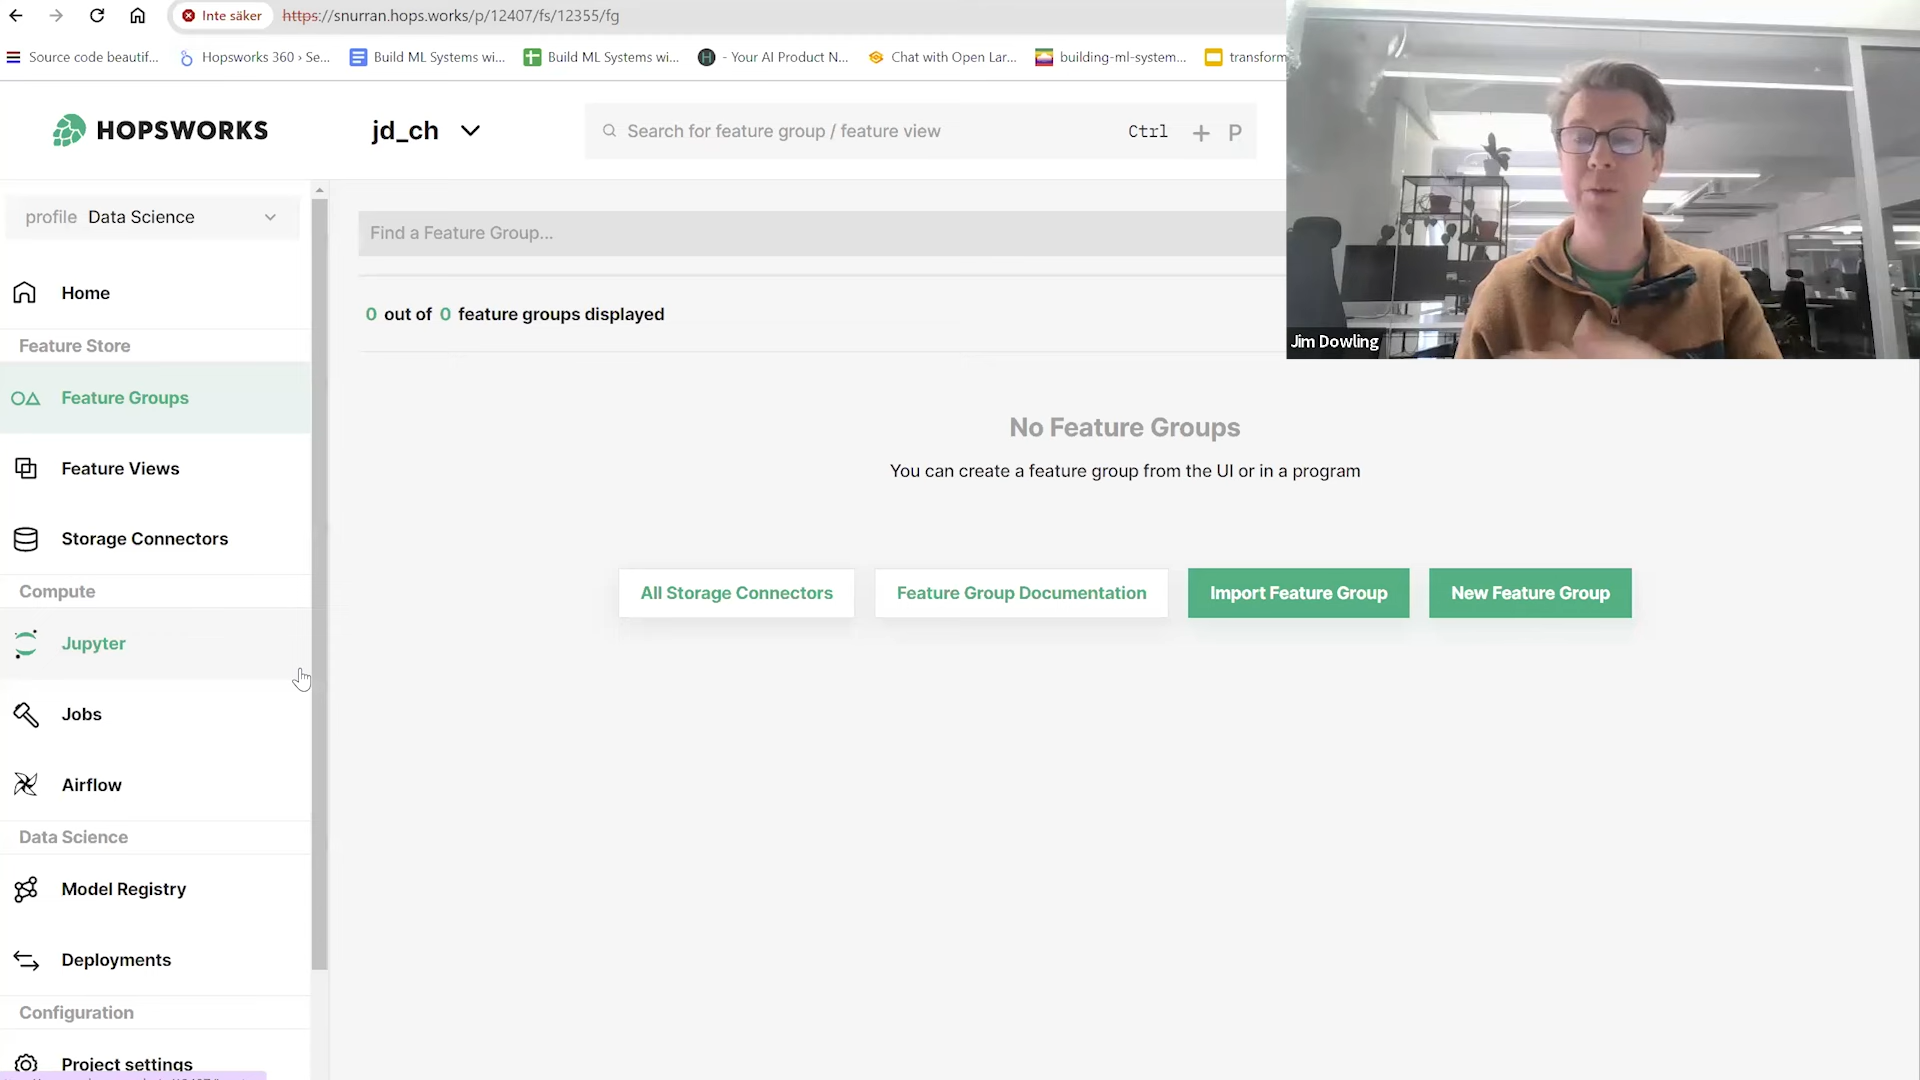 Inte säker
https://snurran.hops.works/p/12407/fs/12355/fg
Source code beautif...
Hopsworks 360 › Se...
Build ML Systems wi...
Build ML Systems wi...
- Your AI Product N...
Chat with Open Lar...
building-ml-system...
transform
HOPSWORKS
jd_ch
Search for feature group / feature view
Ctrl + P
profile Data Science
Home
Feature Store
Feature Groups
Feature Views
Storage Connectors
Compute
Jupyter
Jobs
Airflow
Data Science
Model Registry
Deployments
Configuration
Project settings
Find a Feature Group...
0 out of 0 feature groups displayed
No Feature Groups
You can create a feature group from the UI or in a program
All Storage Connectors
Feature Group Documentation
Import Feature Group
New Feature Group
Jim Dowling